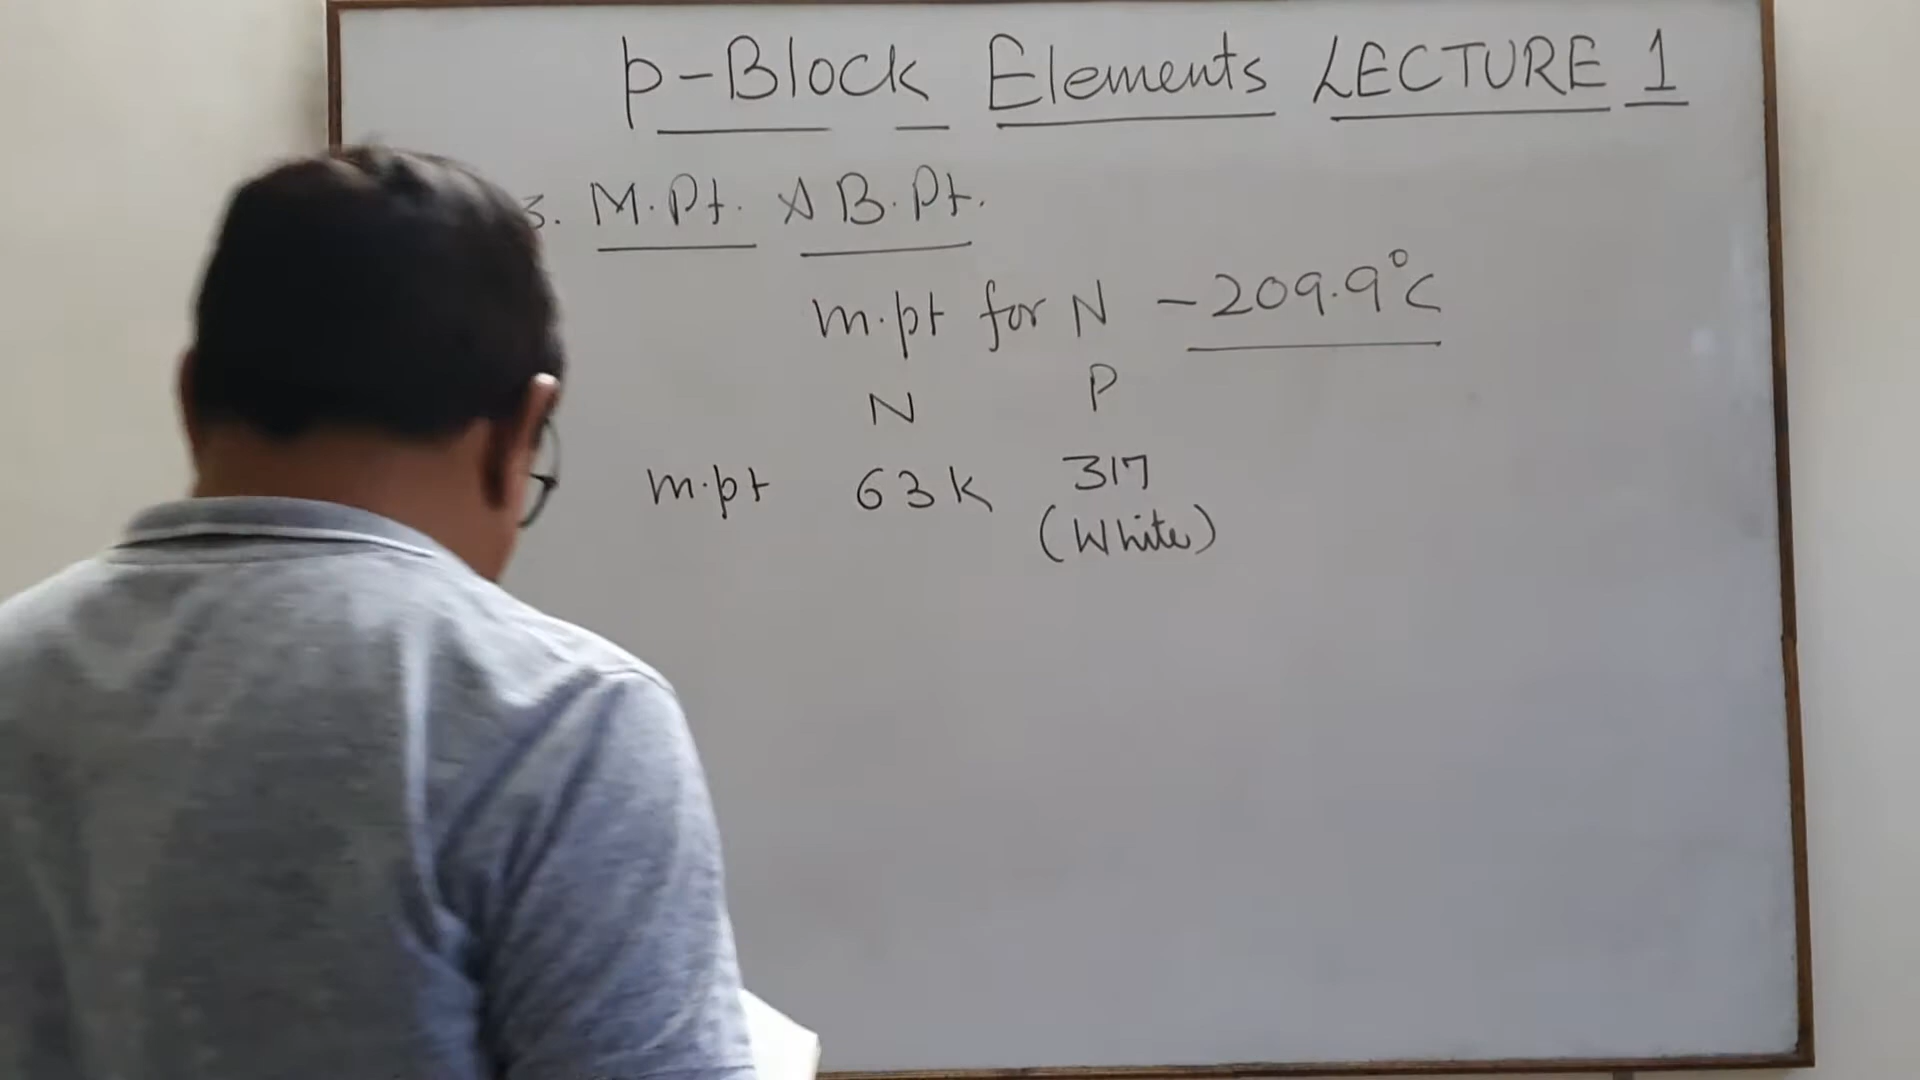 p-Block Elements LECTURE 1
3. M.Pt. & B.Pt.
m.pt for N -209.9°C
N P
m.pt 63K 317
(White)